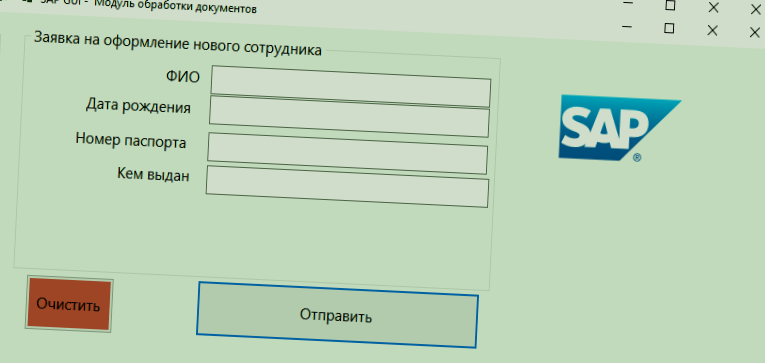 SAP GUI - Модуль обработки документов
Заявка на оформление нового сотрудника
ФИО
Дата рождения
Номер паспорта
Кем выдан
SAP®
Очистить
Отправить